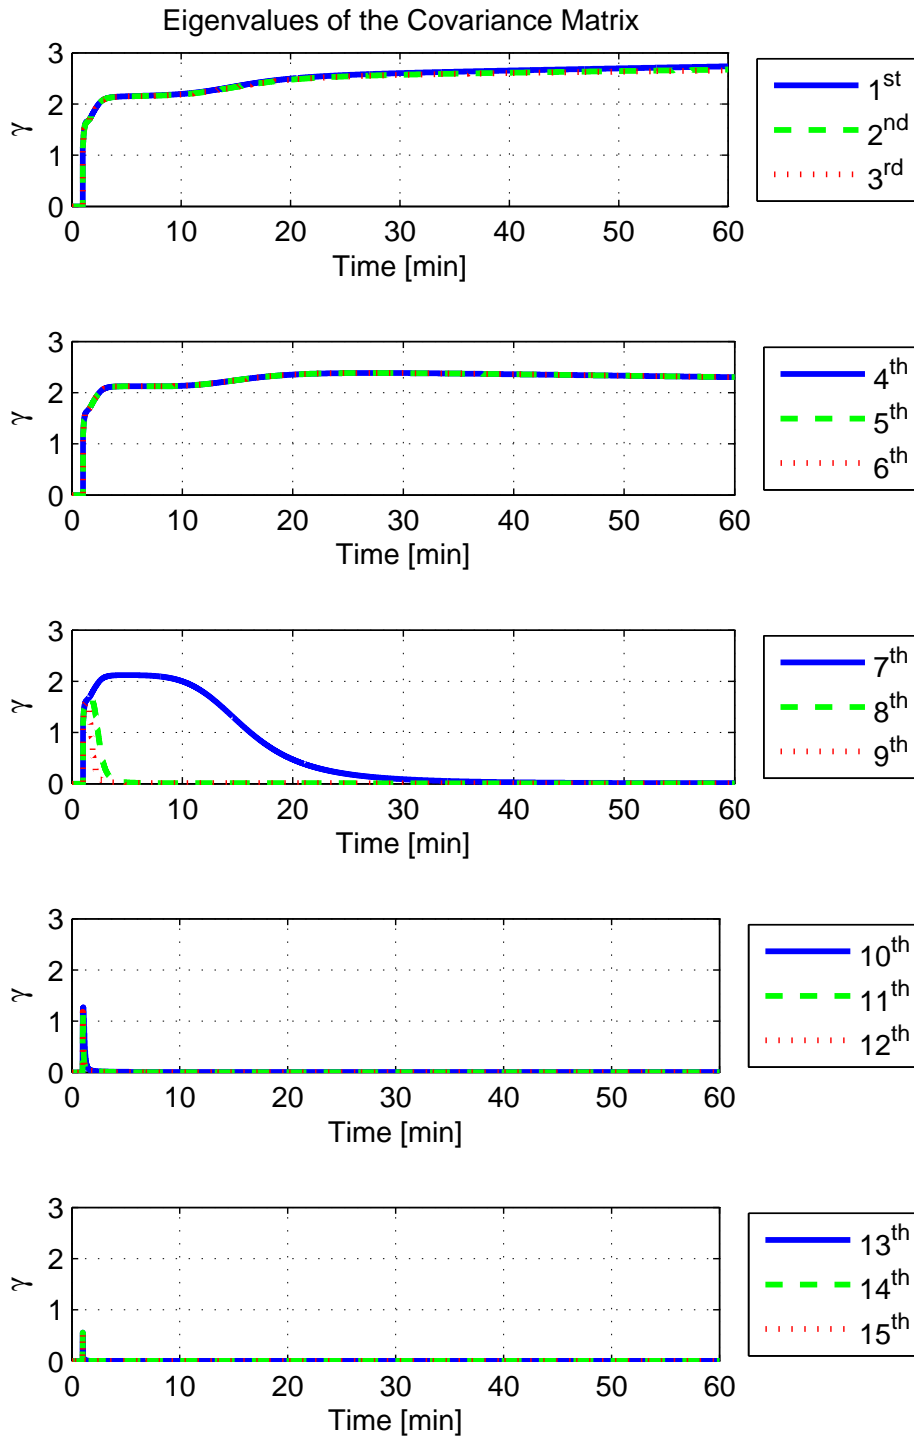 Eigenvalues of the Covariance Matrix
3
2
1
0
γ
0 10 20 30 40 50 60
Time [min]
1st
2nd
3rd
3
2
1
0
γ
0 10 20 30 40 50 60
Time [min]
4th
5th
6th
3
2
1
0
γ
0 10 20 30 40 50 60
Time [min]
7th
8th
9th
3
2
1
0
γ
0 10 20 30 40 50 60
Time [min]
10th
11th
12th
3
2
1
0
γ
0 10 20 30 40 50 60
Time [min]
13th
14th
15th